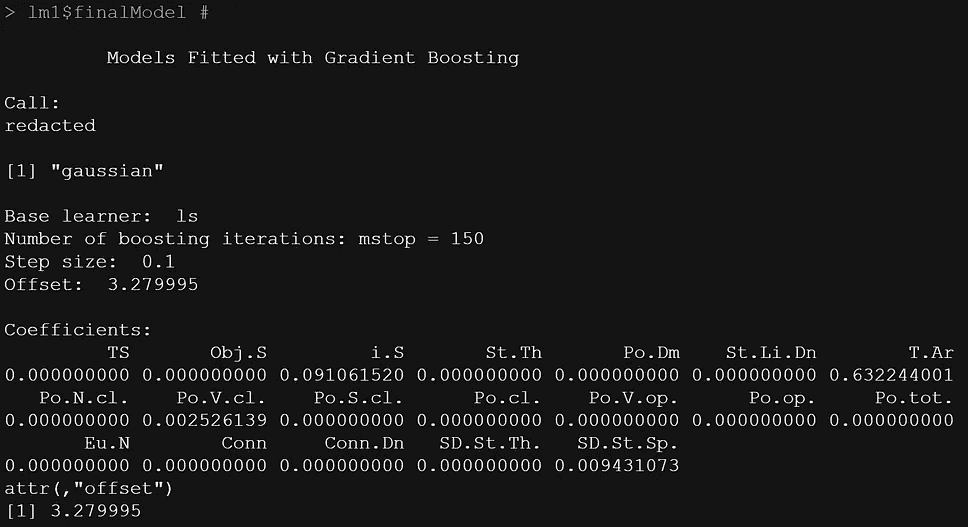 > lm1$finalModel #
Models Fitted with Gradient Boosting
Call:
redacted
[1] "gaussian"
Base learner:  ls
Number of boosting iterations: mstop = 150
Step size:  0.1
Offset:  3.279995
Coefficients:
TS Obj.S i.S St.Th Po.Dm St.Li.Dn T.Ar
0.000000000 0.000000000 0.091061520 0.000000000 0.000000000 0.000000000 0.632244001
Po.N.cl. Po.V.cl. Po.S.cl. Po.cl. Po.V.op. Po.op. Po.tot.
0.000000000 0.002526139 0.000000000 0.000000000 0.000000000 0.000000000 0.000000000
Eu.N Conn Conn.Dn SD.St.Th. SD.St.Sp.
0.000000000 0.000000000 0.000000000 0.000000000 0.009431073
attr(,"offset")
[1] 3.279995